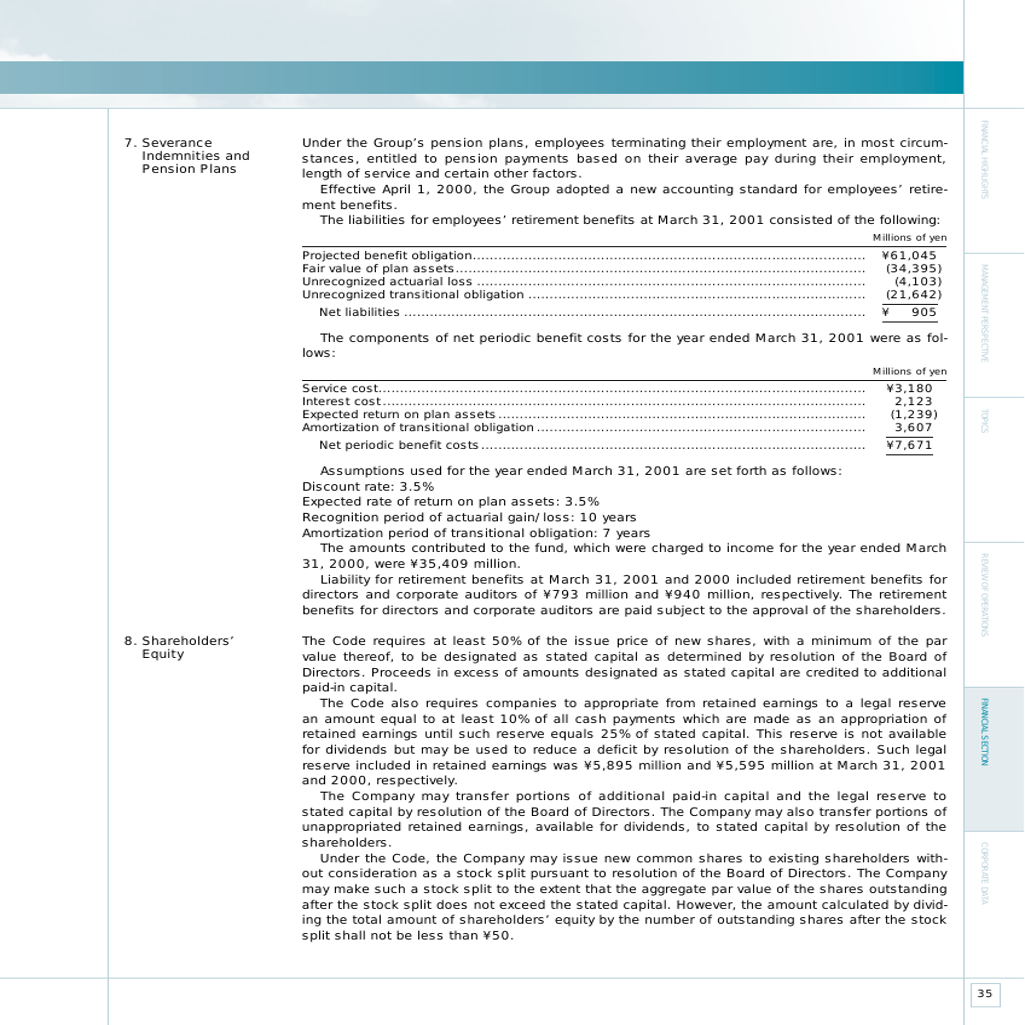 7. Severance
Indemnities and
Pension Plans
Under the Group's pension plans, employees terminating their employment are, in most circum-
stances, entitled to pension payments based on their average pay during their employment,
length of service and certain other factors.
Effective April 1, 2000, the Group adopted a new accounting standard for employees' retire-
ment benefits.
The liabilities for employees' retirement benefits at March 31, 2001 consisted of the following:
Millions of yen
Projected benefit obligation ¥61,045
Fair value of plan assets (34,395)
Unrecognized actuarial loss (4,103)
Unrecognized transitional obligation (21,642)
Net liabilities ¥ 905
The components of net periodic benefit costs for the year ended March 31, 2001 were as fol-
lows:
Millions of yen
Service cost ¥3,180
Interest cost 2,123
Expected return on plan assets (1,239)
Amortization of transitional obligation 3,607
Net periodic benefit costs ¥7,671
Assumptions used for the year ended March 31, 2001 are set forth as follows:
Discount rate: 3.5%
Expected rate of return on plan assets: 3.5%
Recognition period of actuarial gain/loss: 10 years
Amortization period of transitional obligation: 7 years
The amounts contributed to the fund, which were charged to income for the year ended March
31, 2000, were ¥35,409 million.
Liability for retirement benefits at March 31, 2001 and 2000 included retirement benefits for
directors and corporate auditors of ¥793 million and ¥940 million, respectively. The retirement
benefits for directors and corporate auditors are paid subject to the approval of the shareholders.
8. Shareholders'
Equity
The Code requires at least 50% of the issue price of new shares, with a minimum of the par
value thereof, to be designated as stated capital as determined by resolution of the Board of
Directors. Proceeds in excess of amounts designated as stated capital are credited to additional
paid-in capital.
The Code also requires companies to appropriate from retained earnings to a legal reserve
an amount equal to at least 10% of all cash payments which are made as an appropriation of
retained earnings until such reserve equals 25% of stated capital. This reserve is not available
for dividends but may be used to reduce a deficit by resolution of the shareholders. Such legal
reserve included in retained earnings was ¥5,895 million and ¥5,595 million at March 31, 2001
and 2000, respectively.
The Company may transfer portions of additional paid-in capital and the legal reserve to
stated capital by resolution of the Board of Directors. The Company may also transfer portions of
unappropriated retained earnings, available for dividends, to stated capital by resolution of the
shareholders.
Under the Code, the Company may issue new common shares to existing shareholders with-
out consideration as a stock split pursuant to resolution of the Board of Directors. The Company
may make such a stock split to the extent that the aggregate par value of the shares outstanding
after the stock split does not exceed the stated capital. However, the amount calculated by divid-
ing the total amount of shareholders' equity by the number of outstanding shares after the stock
split shall not be less than ¥50.
FINANCIAL HIGHLIGHTS
MANAGEMENT PERSPECTIVE
TOPICS
REVIEW OF OPERATIONS
FINANCIAL SECTION
CORPORATE DATA
35